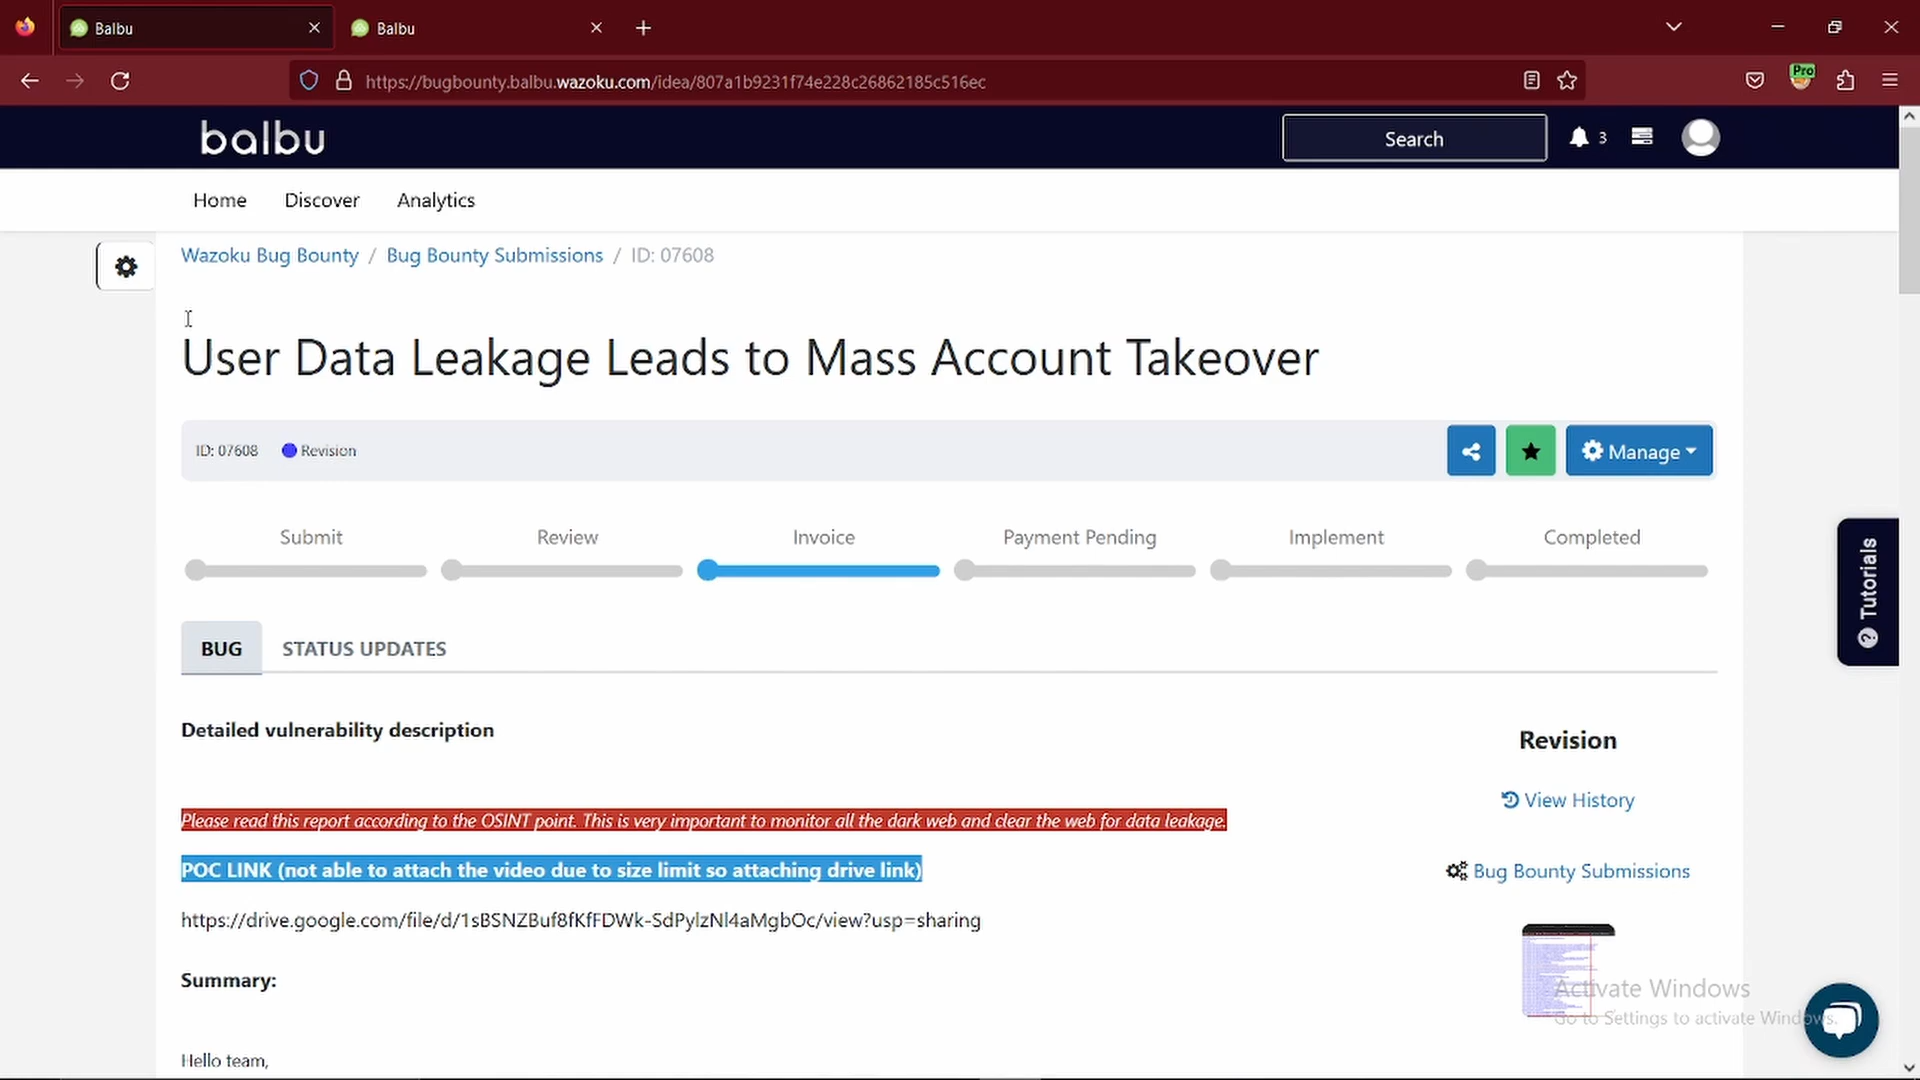 Balbu
Balbu
https://bugbounty.balbu.wazoku.com/idea/807a1b9231f74e228c26862185c516ec
Pro
balbu
Search
3
Home
Discover
Analytics
Wazoku Bug Bounty / Bug Bounty Submissions / ID: 07608
User Data Leakage Leads to Mass Account Takeover
ID: 07608
Revision
Manage
Submit
Review
Invoice
Payment Pending
Implement
Completed
Tutorials
BUG
STATUS UPDATES
Detailed vulnerability description
Revision
View History
Please read this report according to the OSINT point. This is very important to monitor all the dark web and clear the web for data leakage.
POC LINK (not able to attach the video due to size limit so attaching drive link)
Bug Bounty Submissions
https://drive.google.com/file/d/1sBSNZBuf8fKfFDWk-SdPylzNl4aMgbOc/view?usp=sharing
Summary:
Activate Windows
Go to Settings to activate Windows.
Hello team,